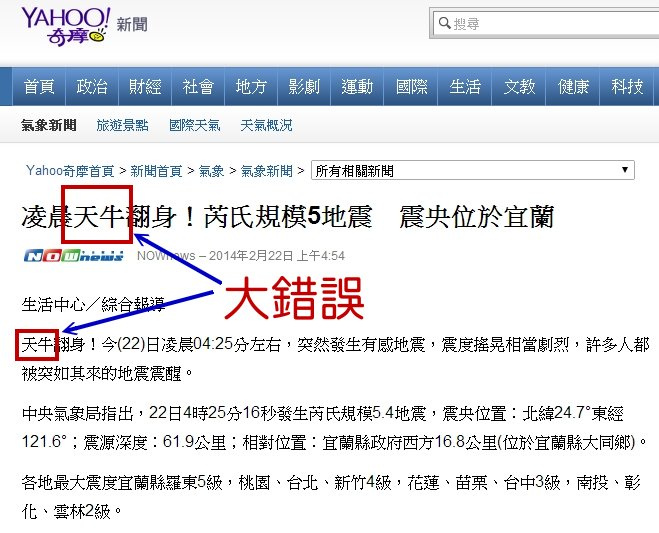 YAHOO! 新聞
奇摩
搜尋
首頁 政治 財經 社會 地方 影劇 運動 國際 生活 文教 健康 科技
氣象新聞 旅遊景點 國際天氣 天氣概況
Yahoo奇摩首頁 > 新聞首頁 > 氣象 > 氣象新聞 > 所有相關新聞
凌晨天牛翻身！芮氏規模5地震 震央位於宜蘭
NOWnews NOWnews – 2014年2月22日 上午4:54
大錯誤
生活中心／綜合報導
天牛翻身！今(22)日凌晨04:25分左右，突然發生有感地震，震度搖晃相當劇烈，許多人都
被突如其來的地震震醒。
中央氣象局指出，22日4時25分16秒發生芮氏規模5.4地震，震央位置：北緯24.7°東經
121.6°；震源深度：61.9公里；相對位置：宜蘭縣政府西方16.8公里(位於宜蘭縣大同鄉)。
各地最大震度宜蘭縣羅東5級，桃園、台北、新竹4級，花蓮、苗栗、台中3級，南投、彰
化、雲林2級。